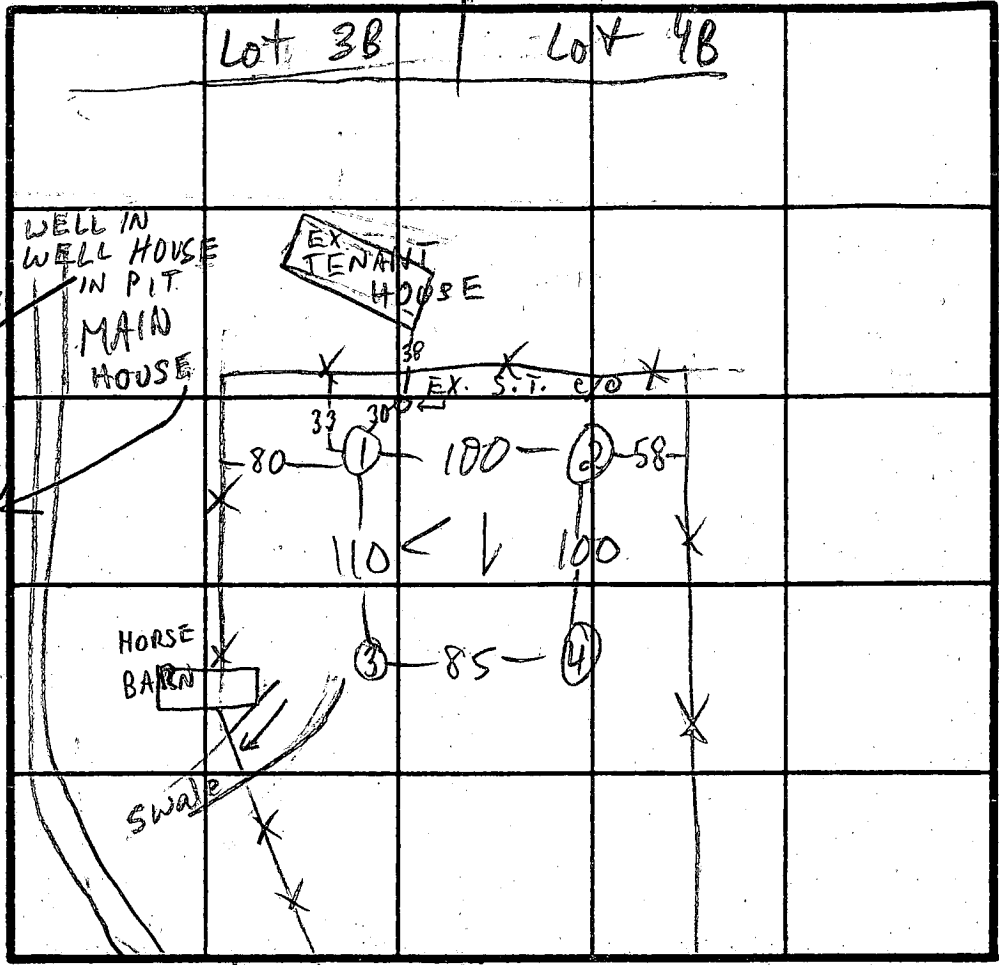 Lot 3B
Lot 4B
WELL IN
WELL HOUSE
IN PIT
MAIN
HOUSE
EX
TENANT
HOUSE
38
EX. S.T. c/o
33
30
80
1
100
2
58
110
100
HORSE
BARN
3
85
4
Swale